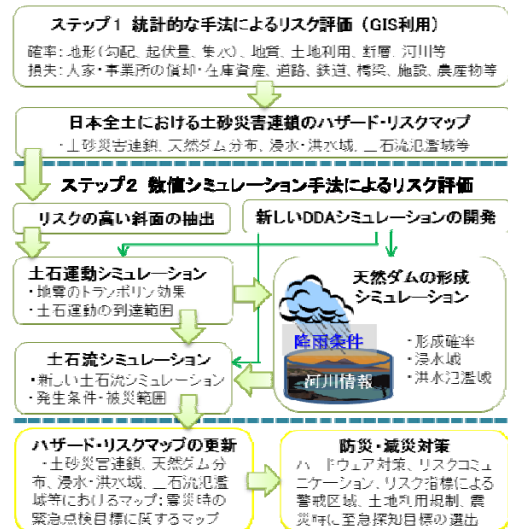 ステップ1 統計的な手法によるリスク評価(GIS利用)
確率:地形(勾配、起伏量、集水)、地質、土地利用、断層、河川等
損失:人家・事業所の償却・在庫資産、道路、鉄道、橋梁、施設、農産物等
日本全土における土砂災害連鎖のハザード・リスクマップ
・土砂災害連鎖、天然ダム分布、浸水・洪水域、土石流氾濫域等
ステップ2 数値シミュレーション手法によるリスク評価
リスクの高い斜面の抽出
新しいDDAシミュレーションの開発
土石運動シミュレーション
・地震のトランポリン効果
・土石運動の到達範囲
天然ダムの形成
シミュレーション
降雨条件
河川情報
・形成確率
・浸水域
・洪水氾濫域
土石流シミュレーション
・新しい土石流シミュレーション
・発生条件・被災範囲
ハザード・リスクマップの更新
・土砂災害連鎖、天然ダム分
布、浸水・洪水域、土石流氾濫
域等におけるマップ;震災時の
緊急点検目標に関するマップ
防災・減災対策
ハードウェア対策、リスクコミュ
ニケーション、リスク指標による
警戒区域、土地利用規制、震
災時に至急探知目標の選出